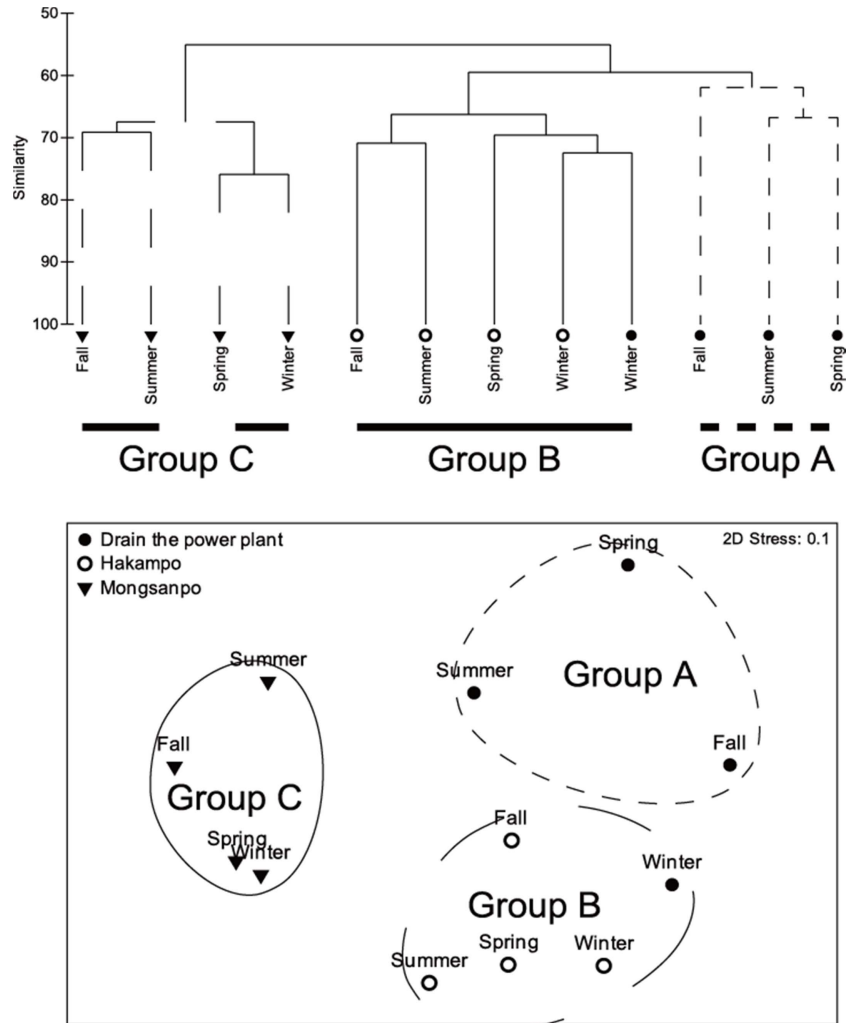 50
60
70
80
90
100
Similarity
Fall
Summer
Spring
Winter
Fall
Summer
Spring
Winter
Winter
Fall
Summer
Spring
Group C
Group B
Group A
Drain the power plant
Hakampo
Mongsanpo
2D Stress: 0.1
Spring
Summer
Group A
Fall
Summer
Fall
Group C
Spring
Winter
Fall
Winter
Group B
Summer
Spring
Winter